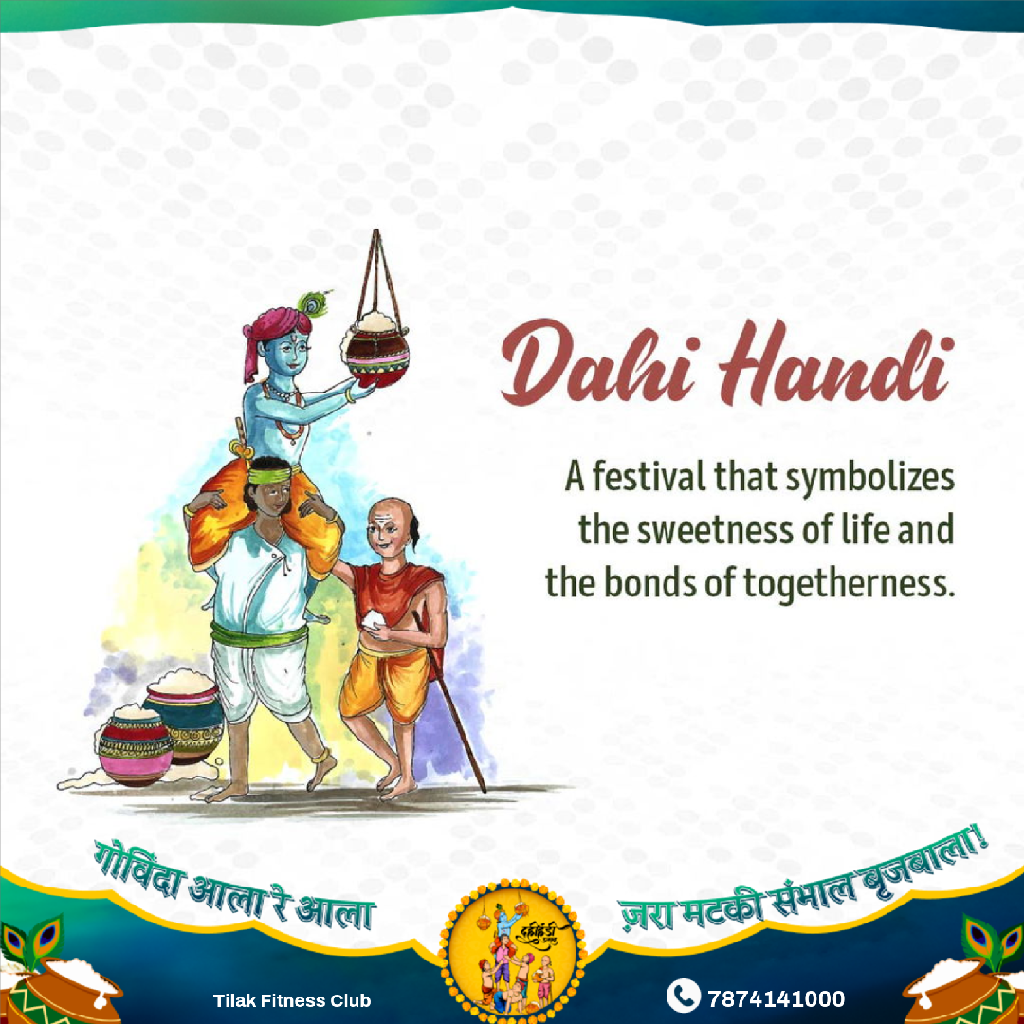 Dahi Handi
A festival that symbolizes
the sweetness of life and
the bonds of togetherness.
गोविंदा आला रे आला
ज़रा मटकी संभाल बृजबाला!
Tilak Fitness Club
7874141000